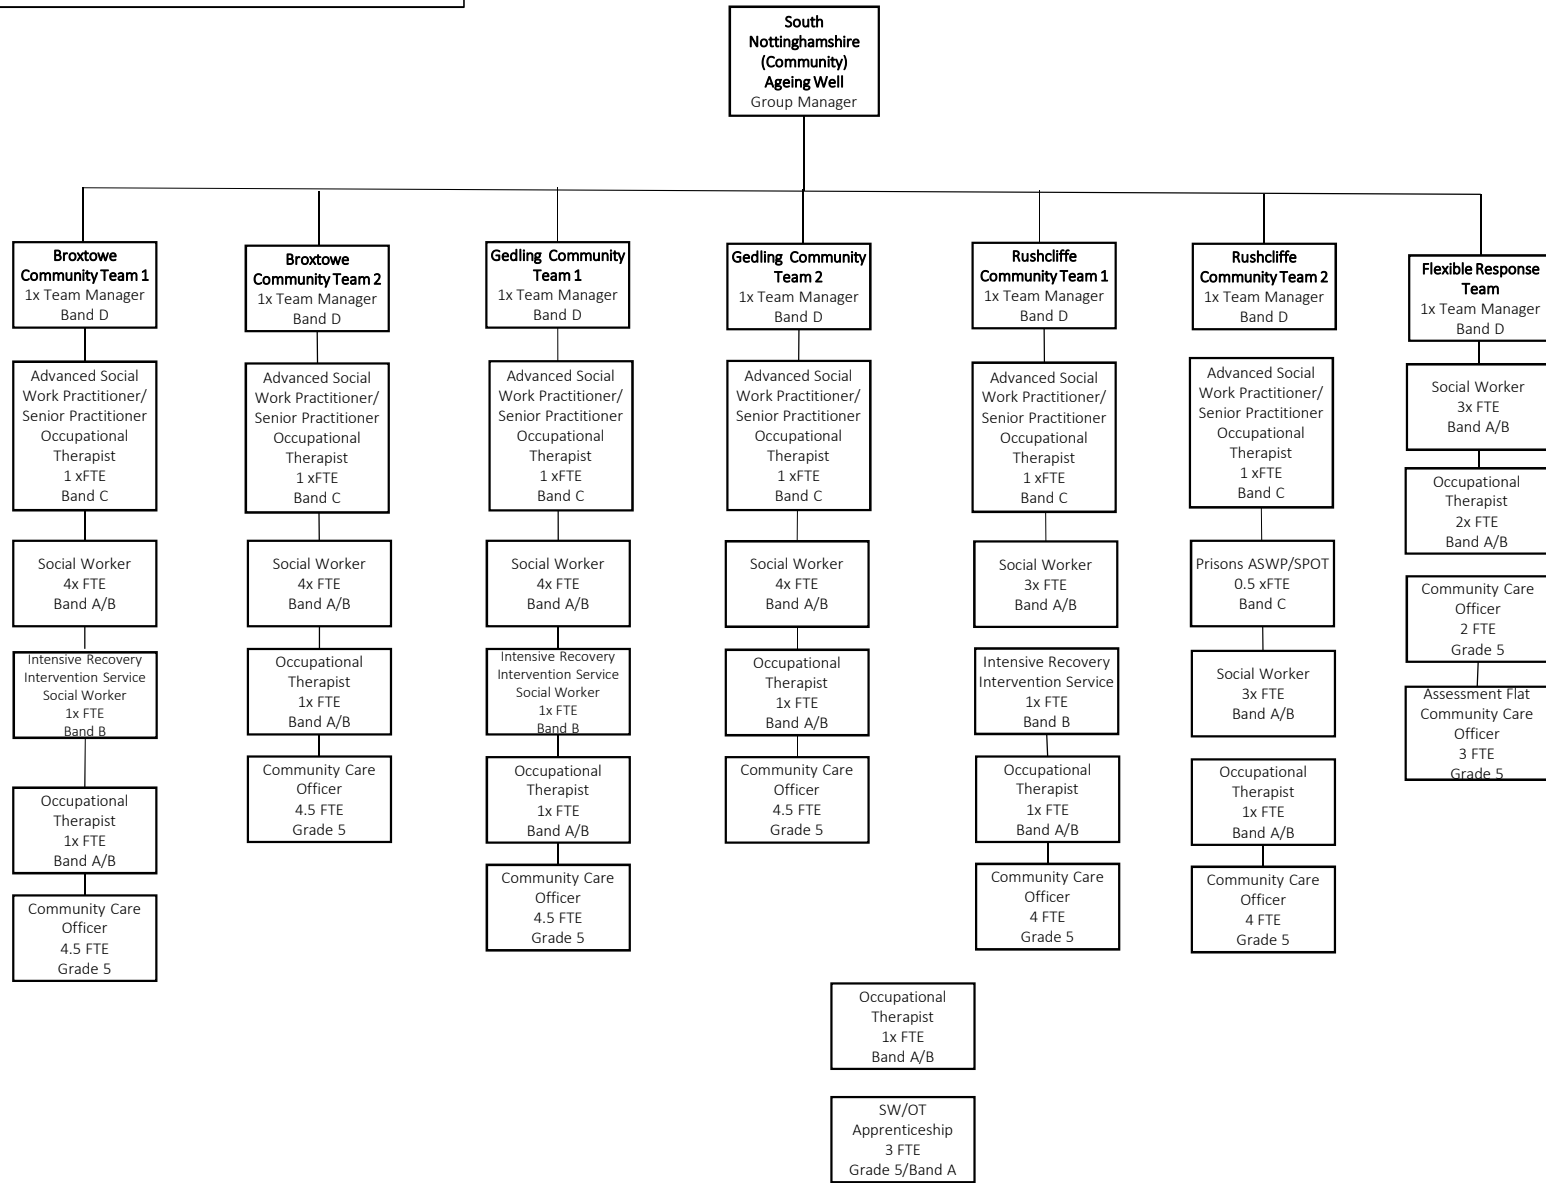 South
Nottinghamshire
(Community)
Ageing Well
Group Manager
Broxtowe
Community Team 1
1x Team Manager
Band D
Advanced Social
Work Practitioner/
Senior Practitioner
Occupational
Therapist
1 xFTE
Band C
Social Worker
4x FTE
Band A/B
Intensive Recovery
Intervention Service
Social Worker
1x FTE
Band B
Occupational
Therapist
1x FTE
Band A/B
Community Care
Officer
4.5 FTE
Grade 5
Broxtowe
Community Team 2
1x Team Manager
Band D
Advanced Social
Work Practitioner/
Senior Practitioner
Occupational
Therapist
1 xFTE
Band C
Social Worker
4x FTE
Band A/B
Occupational
Therapist
1x FTE
Band A/B
Community Care
Officer
4.5 FTE
Grade 5
Gedling Community
Team 1
1x Team Manager
Band D
Advanced Social
Work Practitioner/
Senior Practitioner
Occupational
Therapist
1 xFTE
Band C
Social Worker
4x FTE
Band A/B
Intensive Recovery
Intervention Service
Social Worker
1x FTE
Band B
Occupational
Therapist
1x FTE
Band A/B
Community Care
Officer
4.5 FTE
Grade 5
Gedling Community
Team 2
1x Team Manager
Band D
Advanced Social
Work Practitioner/
Senior Practitioner
Occupational
Therapist
1 xFTE
Band C
Social Worker
4x FTE
Band A/B
Occupational
Therapist
1x FTE
Band A/B
Community Care
Officer
4.5 FTE
Grade 5
Rushcliffe
Community Team 1
1x Team Manager
Band D
Advanced Social
Work Practitioner/
Senior Practitioner
Occupational
Therapist
1 xFTE
Band C
Social Worker
3x FTE
Band A/B
Intensive Recovery
Intervention Service
1x FTE
Band B
Occupational
Therapist
1x FTE
Band A/B
Community Care
Officer
4 FTE
Grade 5
Rushcliffe
Community Team 2
1x Team Manager
Band D
Advanced Social
Work Practitioner/
Senior Practitioner
Occupational
Therapist
1 xFTE
Band C
Prisons ASWP/SPOT
0.5 xFTE
Band C
Social Worker
3x FTE
Band A/B
Occupational
Therapist
1x FTE
Band A/B
Community Care
Officer
4 FTE
Grade 5
Flexible Response
Team
1x Team Manager
Band D
Social Worker
3x FTE
Band A/B
Occupational
Therapist
2x FTE
Band A/B
Community Care
Officer
2 FTE
Grade 5
Assessment Flat
Community Care
Officer
3 FTE
Grade 5
Occupational
Therapist
1x FTE
Band A/B
SW/OT
Apprenticeship
3 FTE
Grade 5/Band A